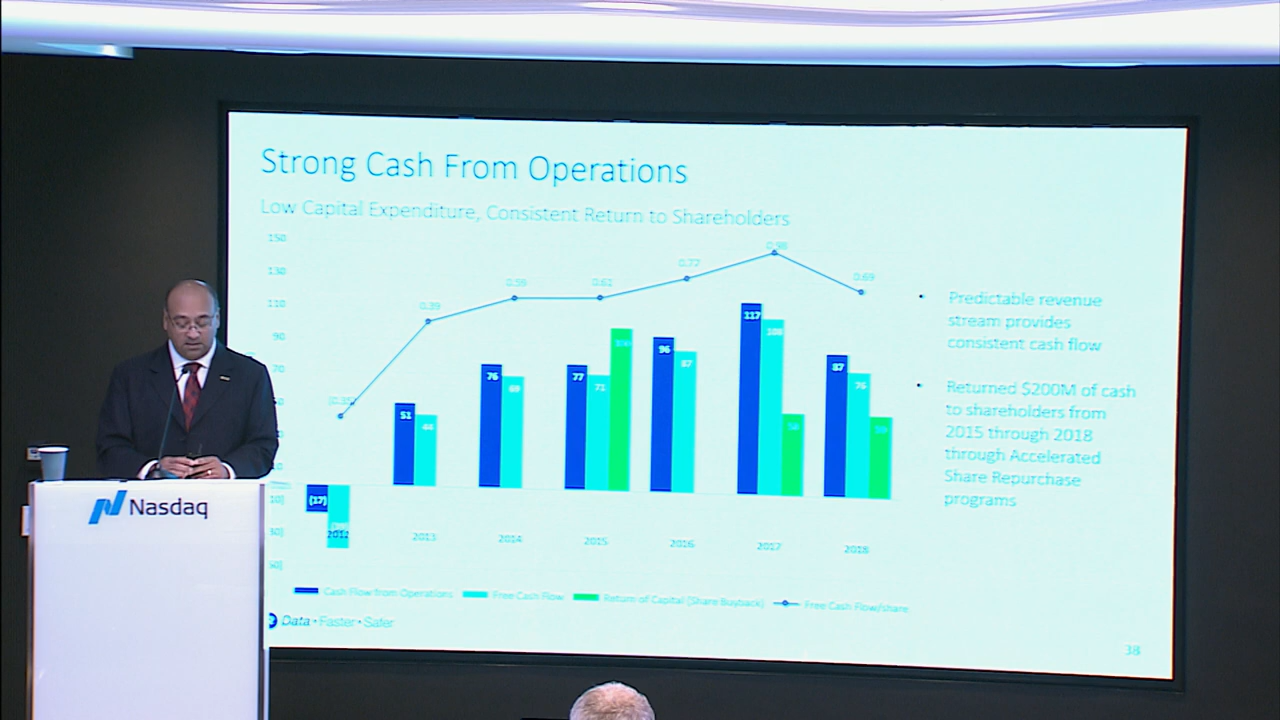 Strong Cash From Operations
Low Capital Expenditure, Consistent Return to Shareholders
150
130
110
90
70
0.39
0.59
0.61
0.77
0.98
0.69
(17)
51
44
76
69
77
71
100
96
87
117
108
87
76
2012
2013
2014
2015
2016
2017
2018
Cash Flow from Operations
Free Cash Flow
Return of Capital (Share Buyback)
Free Cash Flow/share
• Predictable revenue
stream provides
consistent cash flow
• Returned $200M of cash
to shareholders from
2015 through 2018
through Accelerated
Share Repurchase
programs
Data • Faster • Safer
38
Nasdaq